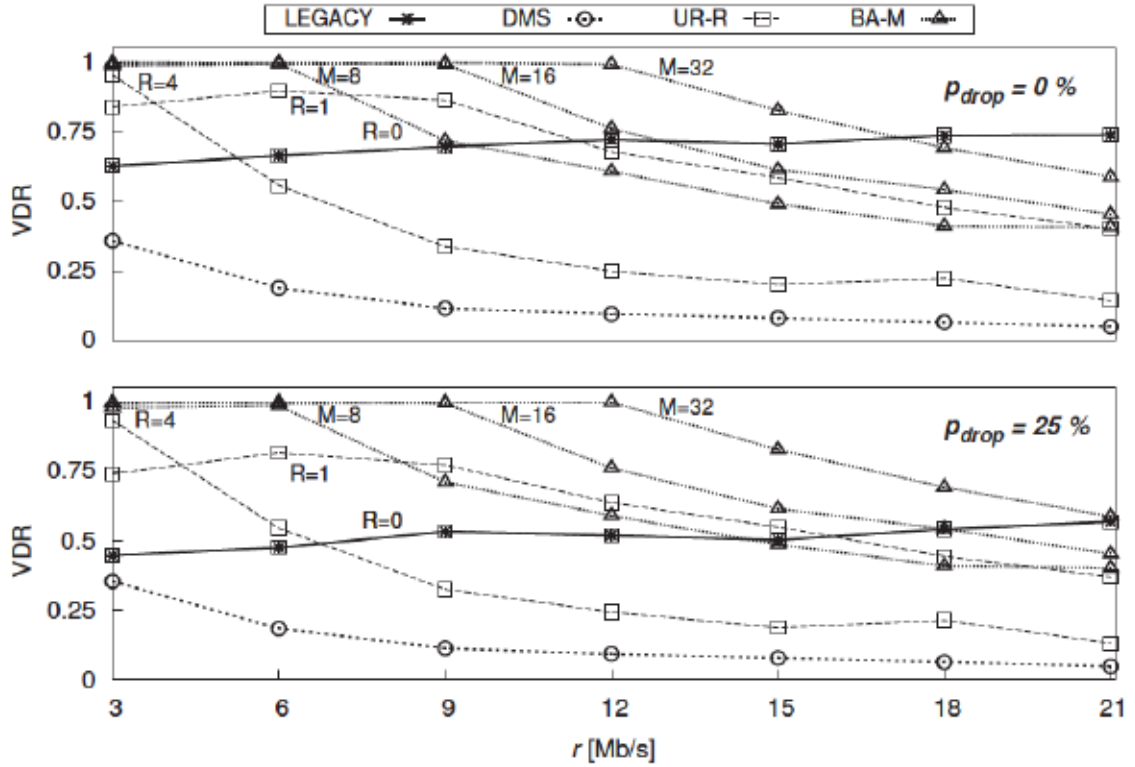 LEGACY DMS UR-R BA-M
1
0.75
0.5
0.25
0
VDR
R=4
M=8
M=16
M=32
R=1
R=0
p_drop = 0 %
1
0.75
0.5
0.25
0
VDR
R=4
M=8
M=16
M=32
R=1
R=0
p_drop = 25 %
3 6 9 12 15 18 21
r [Mb/s]